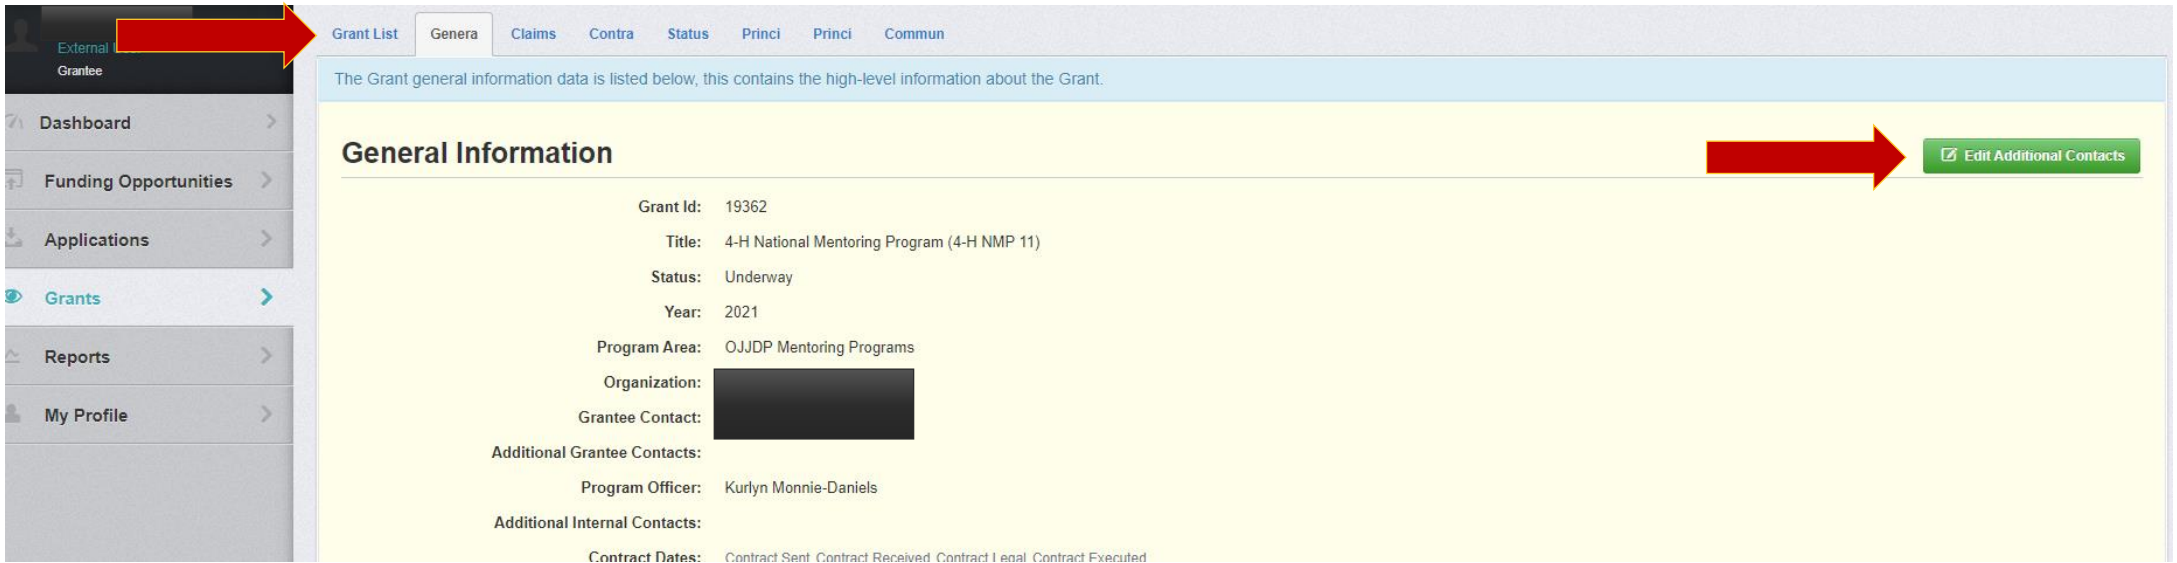 External
Grantee
Dashboard
Funding Opportunities
Applications
Grants
Reports
My Profile
Grant List Genera Claims Contra Status Princi Princi Commun
The Grant general information data is listed below, this contains the high-level information about the Grant.
General Information
Edit Additional Contacts
Grant Id: 19362
Title: 4-H National Mentoring Program (4-H NMP 11)
Status: Underway
Year: 2021
Program Area: OJJDP Mentoring Programs
Organization:
Grantee Contact:
Additional Grantee Contacts:
Program Officer: Kurlyn Monnie-Daniels
Additional Internal Contacts:
Contract Dates: Contract Sent Contract Received Contract Legal Contract Executed